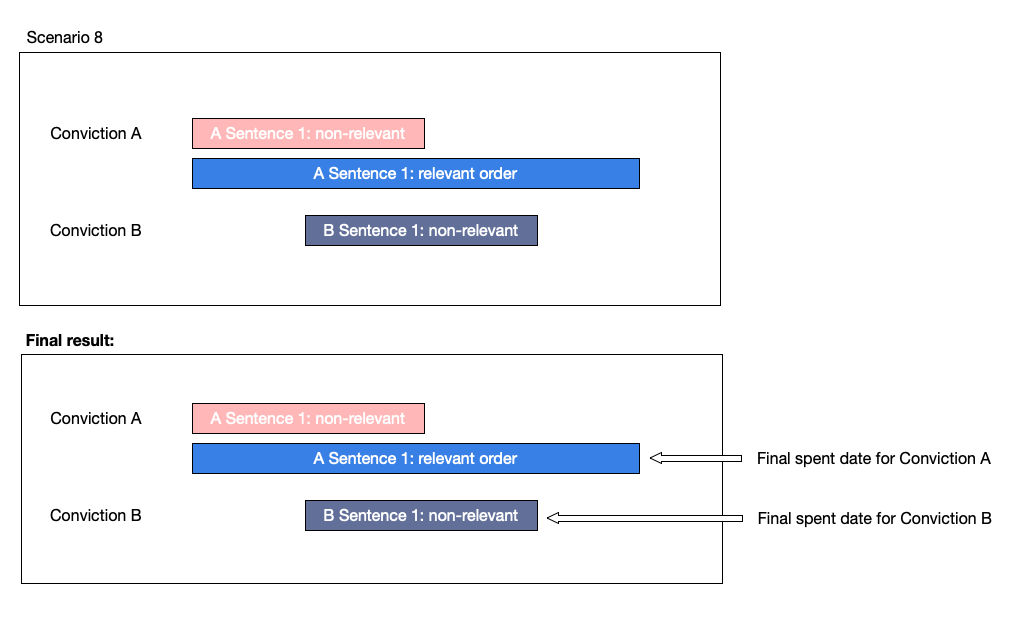 Scenario 8
Conviction A
A Sentence 1: non-relevant
A Sentence 1: relevant order
Conviction B
B Sentence 1: non-relevant
Final result:
Conviction A
A Sentence 1: non-relevant
A Sentence 1: relevant order
Final spent date for Conviction A
Conviction B
B Sentence 1: non-relevant
Final spent date for Conviction B